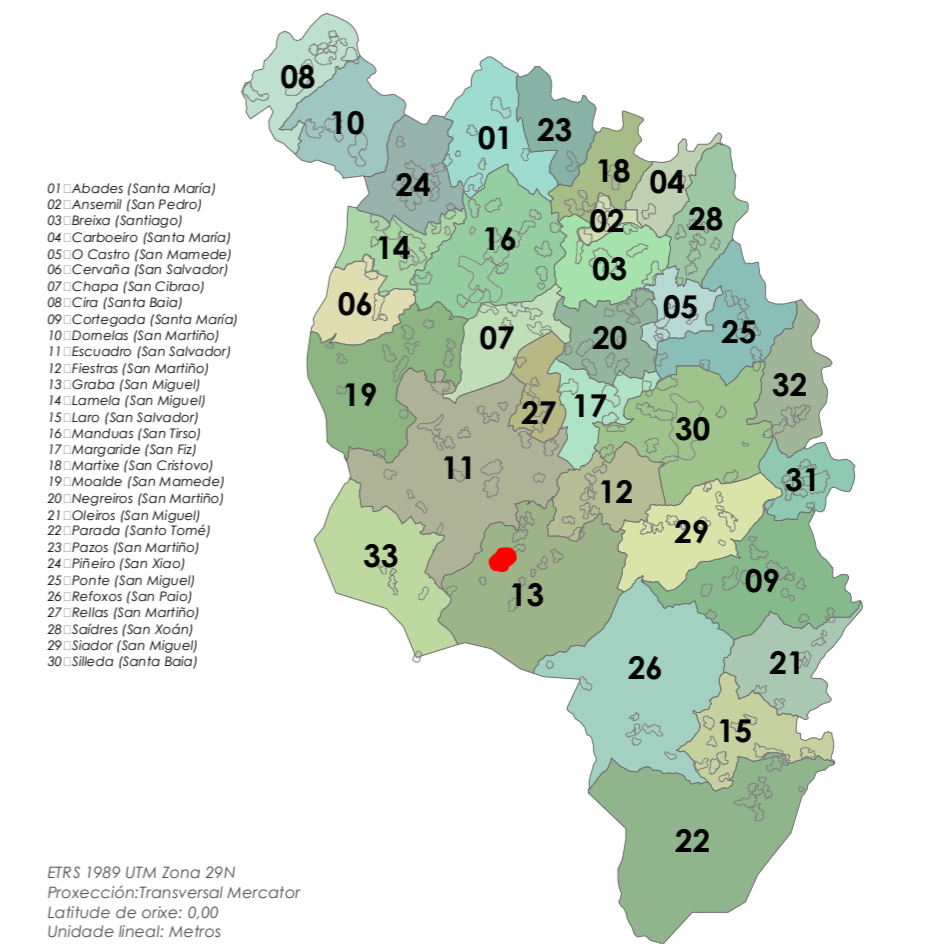 08
10
01
23
24
18
04
02
28
16
14
03
06
05
07
20
25
19
27
17
32
30
11
12
31
29
33
13
09
26
21
15
22
01□Abades (Santa María)
02□Ansemil (San Pedro)
03□Breixa (Santiago)
04□Carboeiro (Santa María)
05□O Castro (San Mamede)
06□Cervaña (San Salvador)
07□Chapa (San Cibrao)
08□Cira (Santa Baia)
09□Cortegada (Santa María)
10□Dornelas (San Martiño)
11□Escuadro (San Salvador)
12□Fiestras (San Martiño)
13□Graba (San Miguel)
14□Lamela (San Miguel)
15□Laro (San Salvador)
16□Manduas (San Tirso)
17□Margaride (San Fiz)
18□Martixe (San Cristovo)
19□Moalde (San Mamede)
20□Negreiros (San Martiño)
21□Oleiros (San Miguel)
22□Parada (Santo Tomé)
23□Pazos (San Martiño)
24□Piñeiro (San Xiao)
25□Ponte (San Miguel)
26□Refoxos (San Paio)
27□Rellas (San Martiño)
28□Saídres (San Xoán)
29□Siador (San Miguel)
30□Silleda (Santa Baia)
ETRS 1989 UTM Zona 29N
Proxección:Transversal Mercator
Latitude de orixe: 0,00
Unidade lineal: Metros